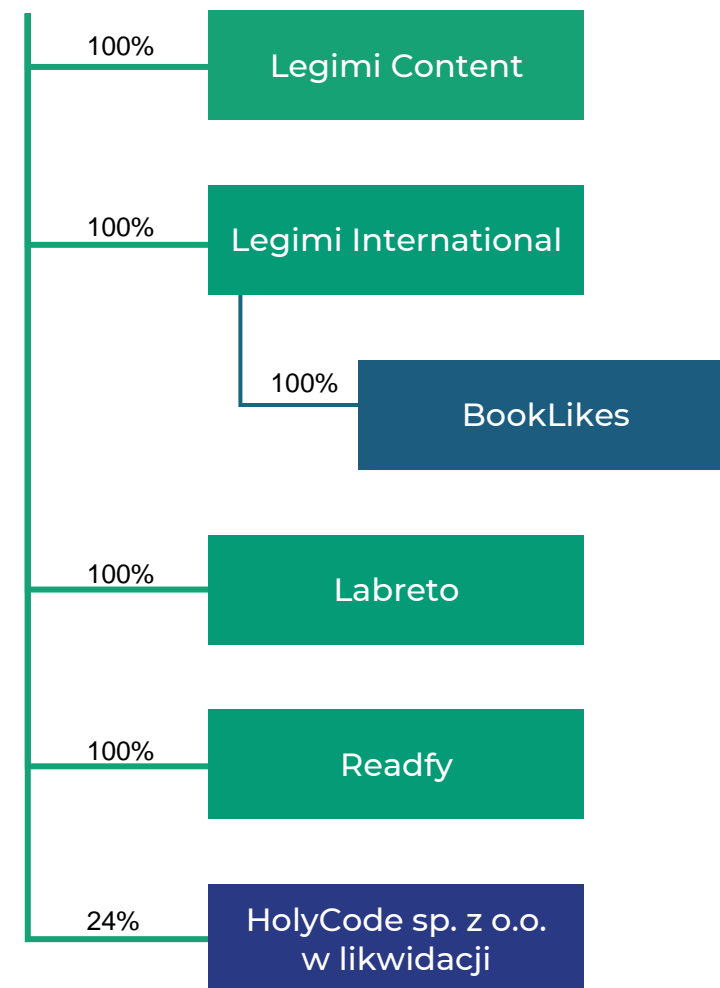 100%
Legimi Content
100%
Legimi International
100%
BookLikes
100%
Labreto
100%
Readfy
24%
HolyCode sp. z o.o.
w likwidacji